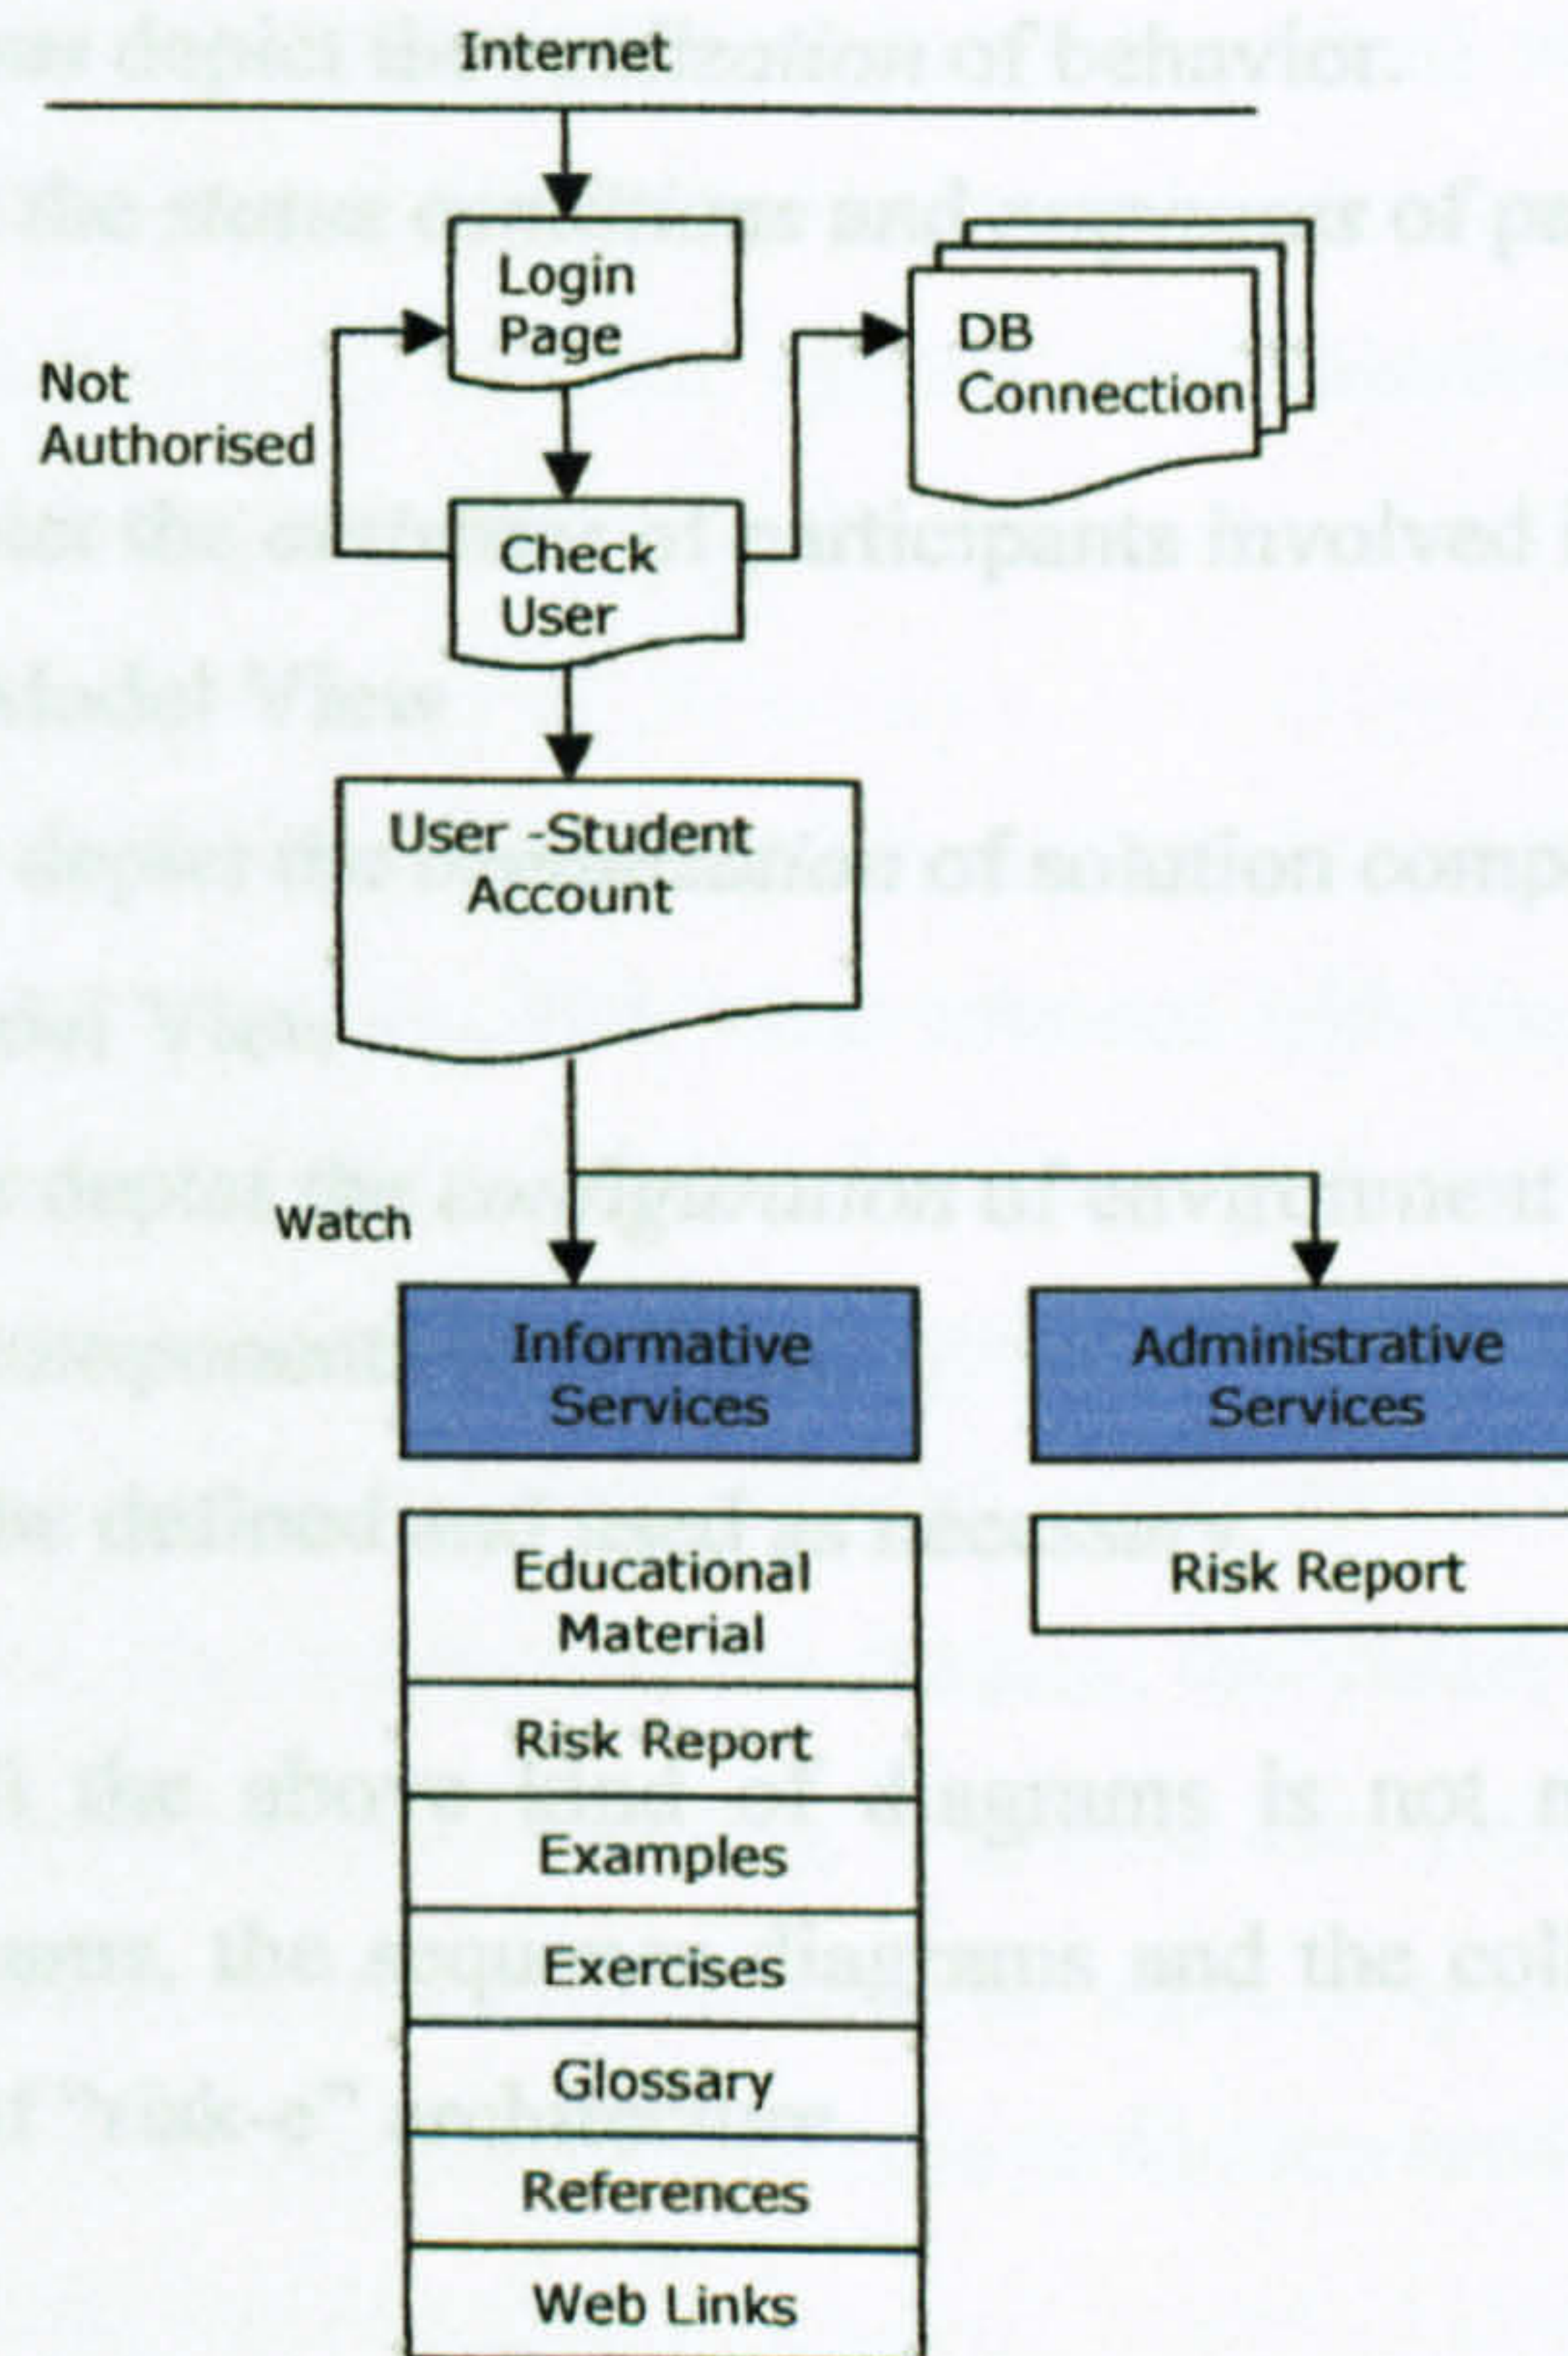 Internet
Login
Page
DB
Connection
Not
Authorised
Check
User
User -Student
Account
Watch
Informative
Services
Administrative
Services
Educational
Material
Risk Report
Risk Report
Examples
Exercises
Glossary
References
Web Links